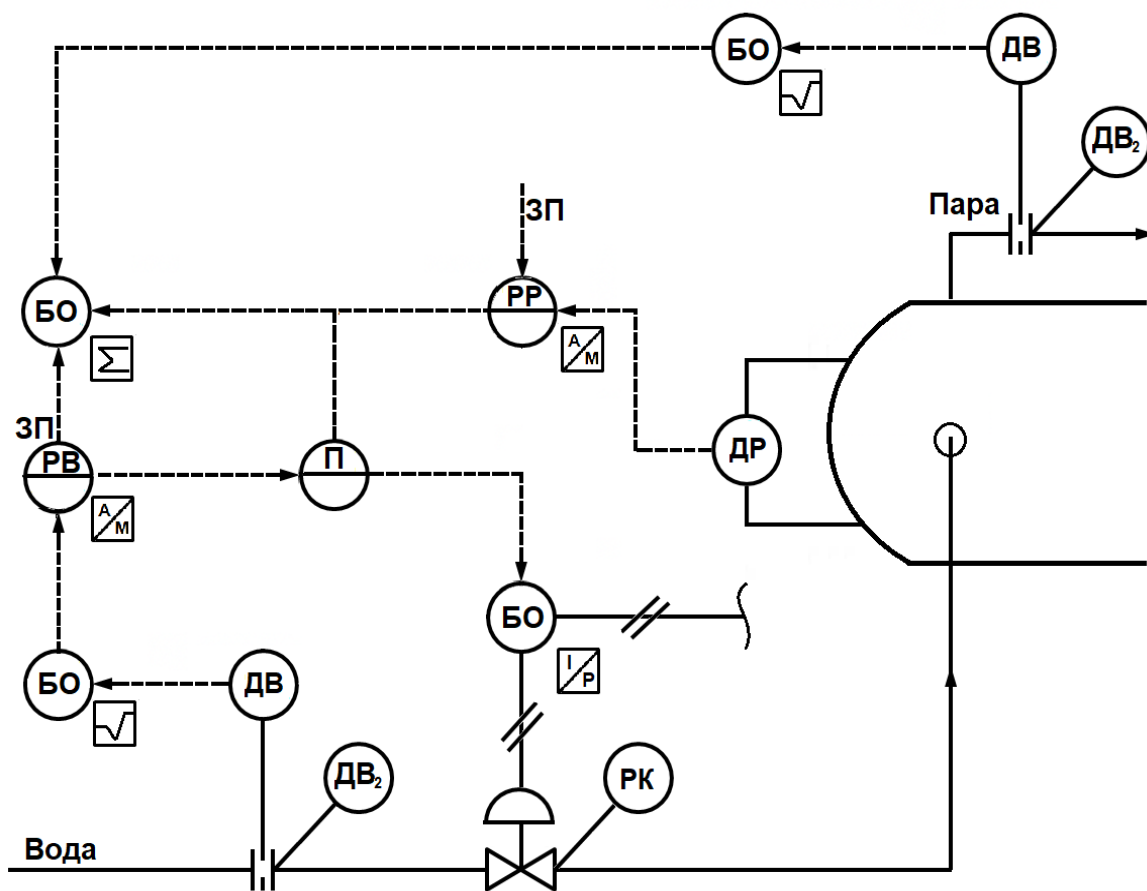 БО
ДВ
ДВ₂
Пара
ЗП
БО
РР
Σ
A/M
ЗП
РВ
П
ДР
A/M
БО
I/P
БО
ДВ
ДВ₂
РК
Вода